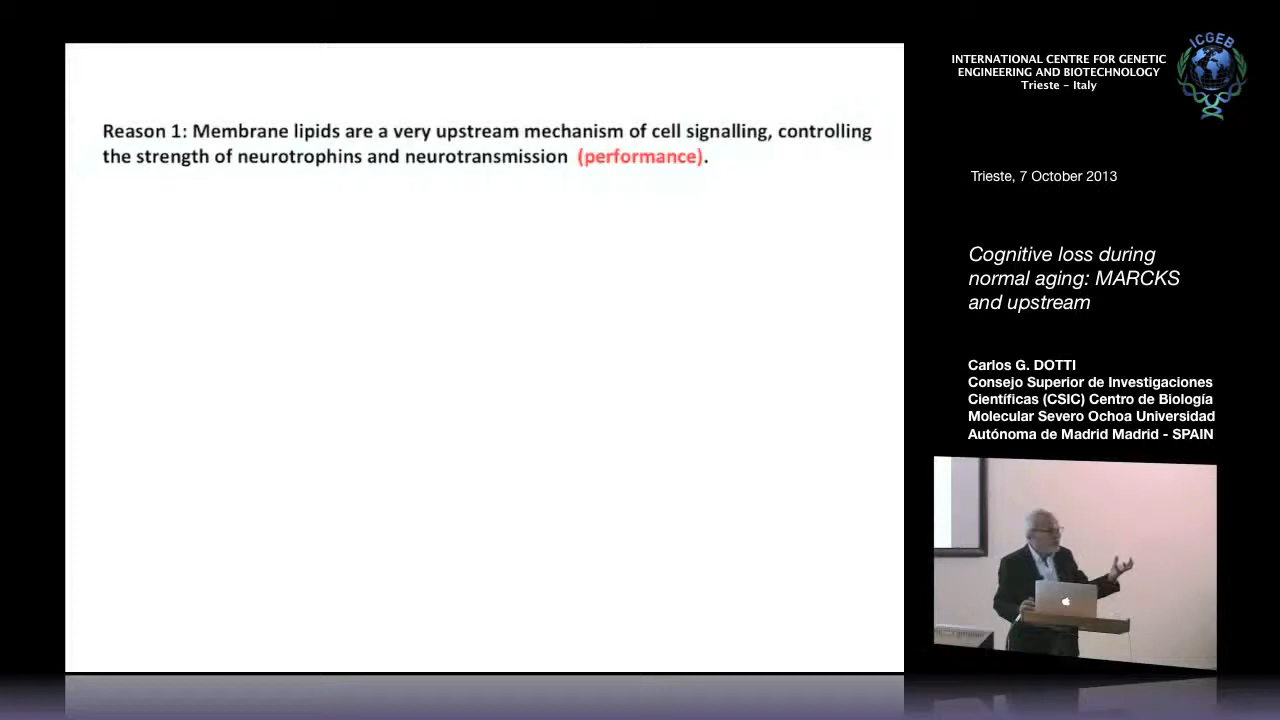 Reason 1: Membrane lipids are a very upstream mechanism of cell signalling, controlling
the strength of neurotrophins and neurotransmission (performance).
ICGEB
INTERNATIONAL CENTRE FOR GENETIC
ENGINEERING AND BIOTECHNOLOGY
Trieste – Italy
Trieste, 7 October 2013
Cognitive loss during
normal aging: MARCKS
and upstream
Carlos G. DOTTI
Consejo Superior de Investigaciones
Científicas (CSIC) Centro de Biología
Molecular Severo Ochoa Universidad
Autónoma de Madrid Madrid - SPAIN